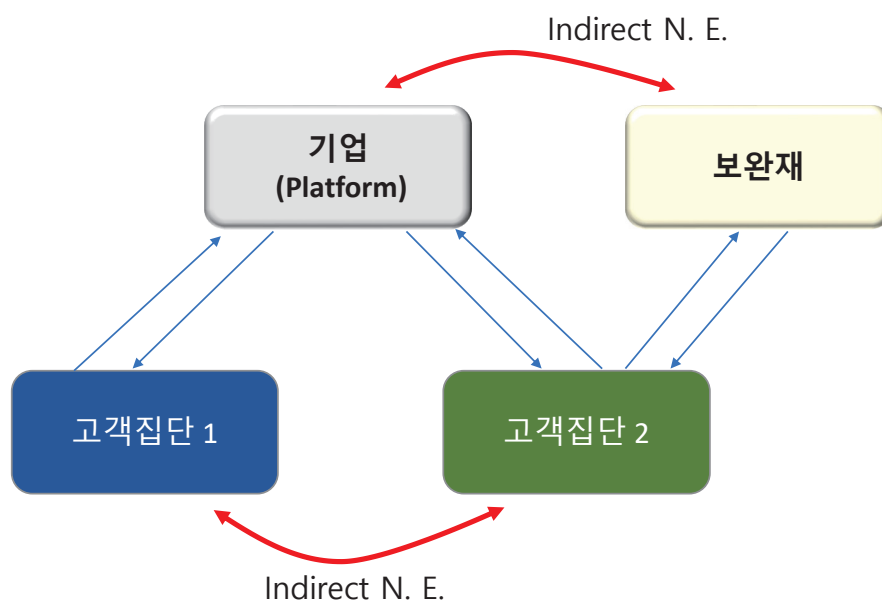 Indirect N. E.
기업
(Platform)
보완재
고객집단 1
고객집단 2
Indirect N. E.